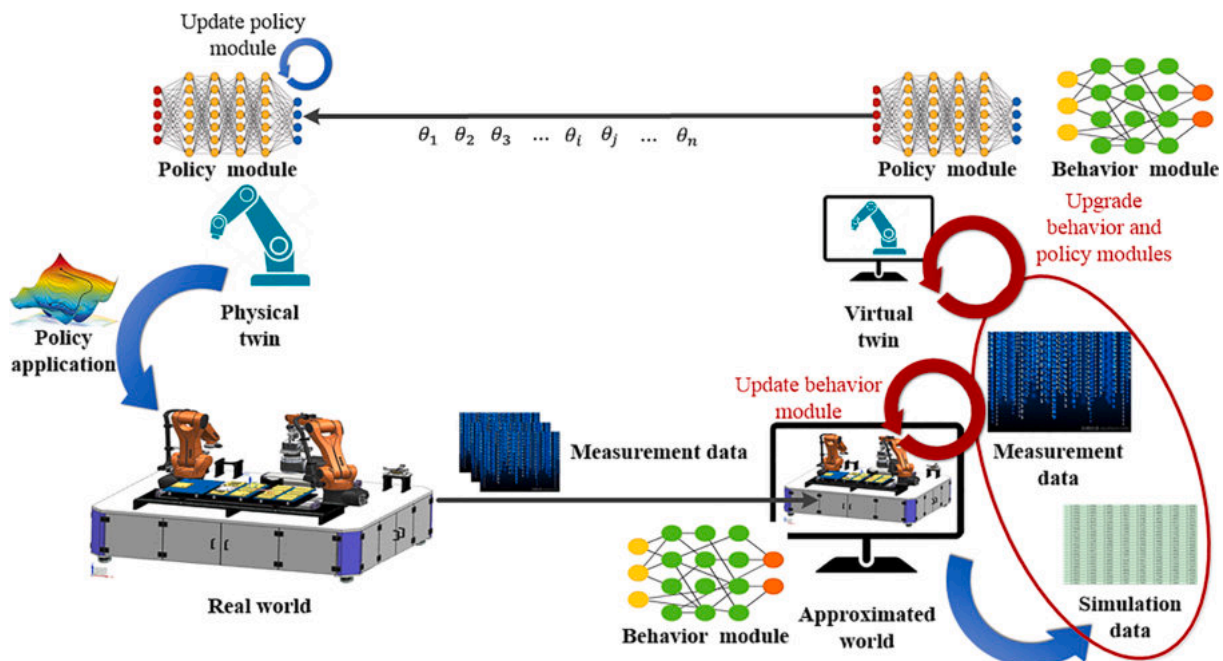 Update policy
module
θ₁ θ₂ θ₃ ... θᵢ θⱼ ... θₙ
Policy module
Policy module
Behavior module
Upgrade
behavior and
policy modules
Physical
twin
Virtual
twin
Policy
application
Update behavior
module
Measurement data
Measurement
data
Real world
Behavior module
Approximated
world
Simulation
data